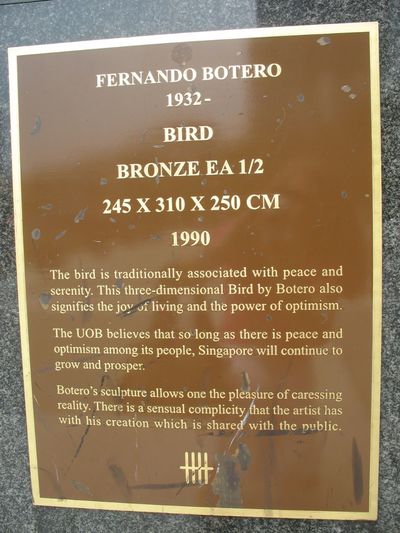 FERNANDO BOTERO
1932 -
BIRD
BRONZE EA 1/2
245 X 310 X 250 CM
1990
The bird is traditionally associated with peace and
serenity. This three-dimensional Bird by Botero also
signifies the joy of living and the power of optimism.
The UOB believes that so long as there is peace and
optimism among its people, Singapore will continue to
grow and prosper.
Botero's sculpture allows one the pleasure of caressing
reality. There is a sensual complicity that the artist has
with his creation which is shared with the public.